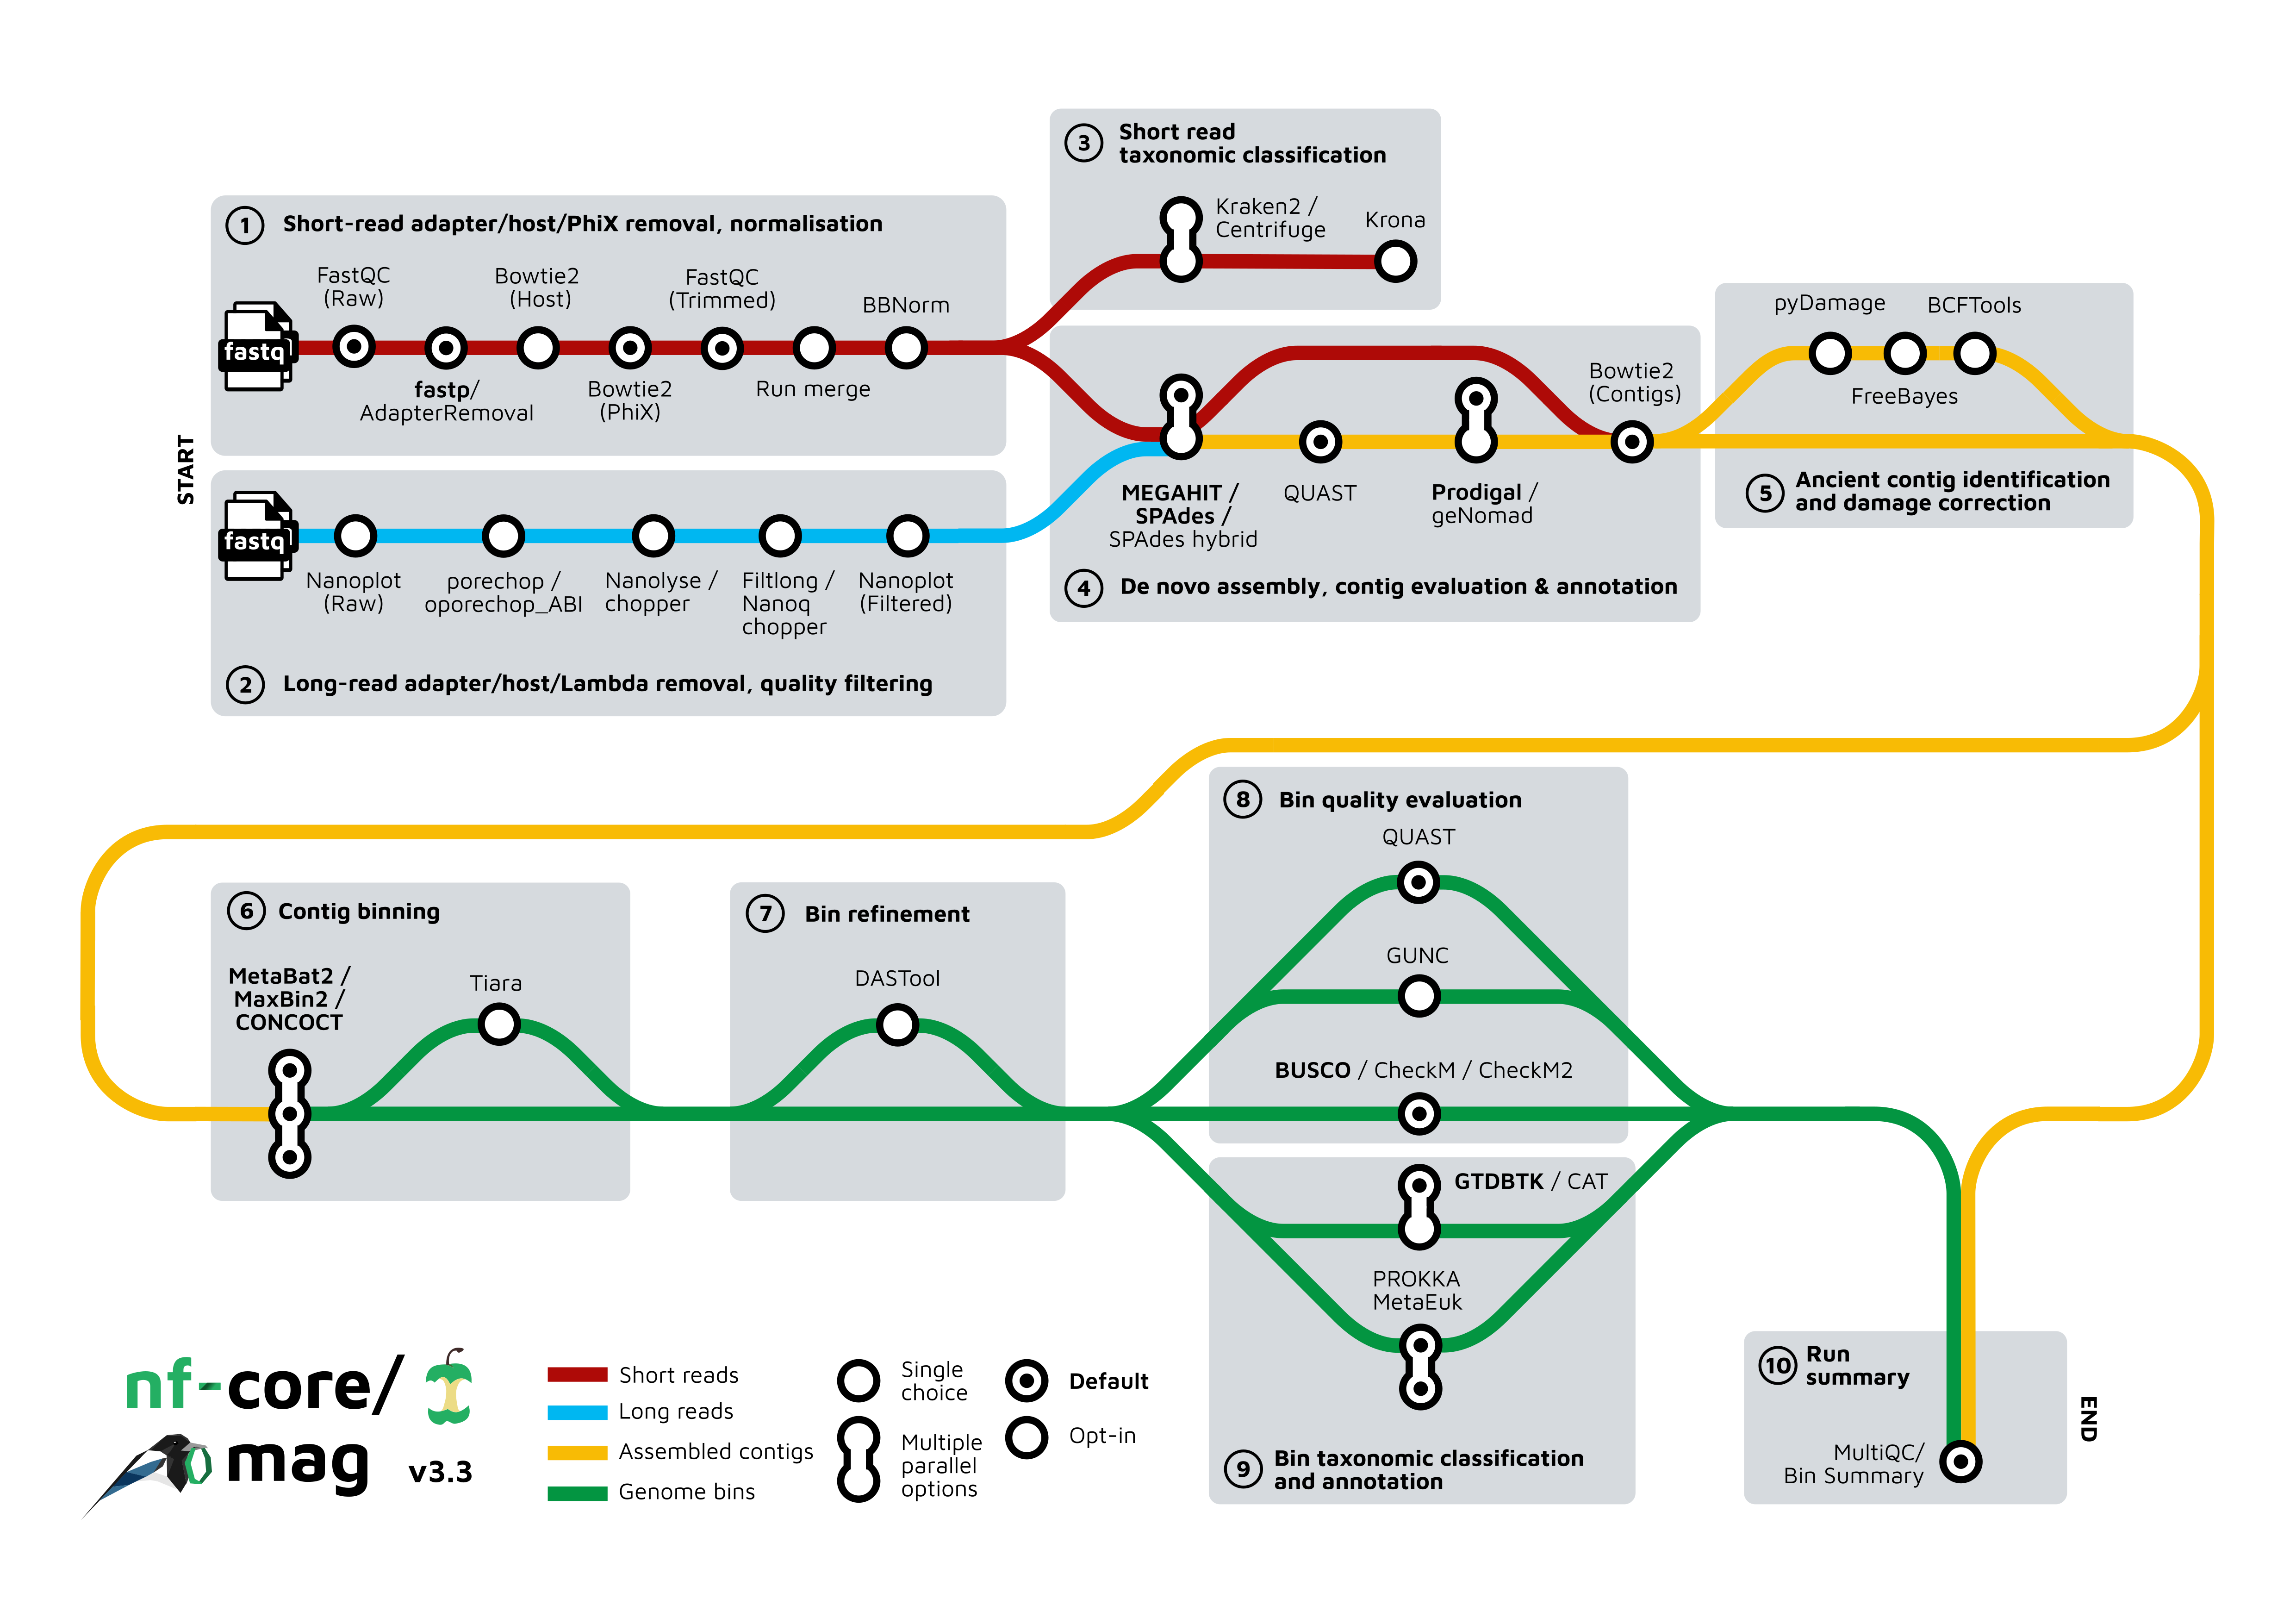 1
Short-read adapter/host/PhiX removal, normalisation
FastQC
(Raw)
Bowtie2
(Host)
FastQC
(Trimmed)
BBNorm
fastq
fastp/
AdapterRemoval
Bowtie2
(PhiX)
Run merge
START
fastq
Nanoplot
(Raw)
porechop /
oporechop_ABI
Nanolyse /
chopper
Filtlong /
Nanoq
chopper
Nanoplot
(Filtered)
2
Long-read adapter/host/Lambda removal, quality filtering
3
Short read
taxonomic classification
Kraken2 /
Centrifuge
Krona
Bowtie2
(Contigs)
MEGAHIT /
SPAdes /
SPAdes hybrid
QUAST
Prodigal /
geNomad
4
De novo assembly, contig evaluation & annotation
pyDamage
BCFTools
FreeBayes
5
Ancient contig identification
and damage correction
6
Contig binning
MetaBat2 /
MaxBin2 /
CONCOCT
Tiara
7
Bin refinement
DASTool
8
Bin quality evaluation
QUAST
GUNC
BUSCO / CheckM / CheckM2
GTDBTK / CAT
PROKKA
MetaEuk
9
Bin taxonomic classification
and annotation
10
Run
summary
MultiQC/
Bin Summary
END
nf-core/
mag
v3.3
Short reads
Long reads
Assembled contigs
Genome bins
Single
choice
Multiple
parallel
options
Default
Opt-in